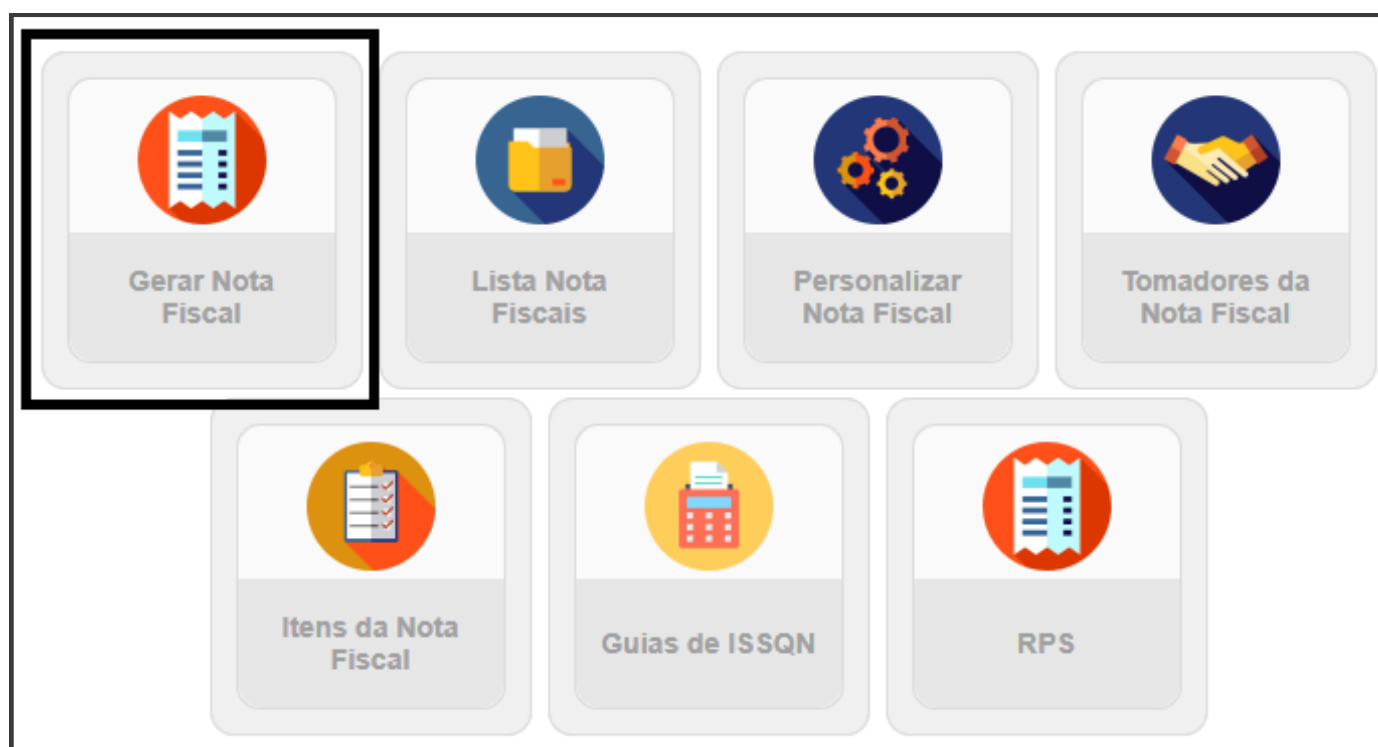 Gerar Nota
Fiscal
Lista Nota
Fiscais
Personalizar
Nota Fiscal
Tomadores da
Nota Fiscal
Itens da Nota
Fiscal
Guias de ISSQN
RPS